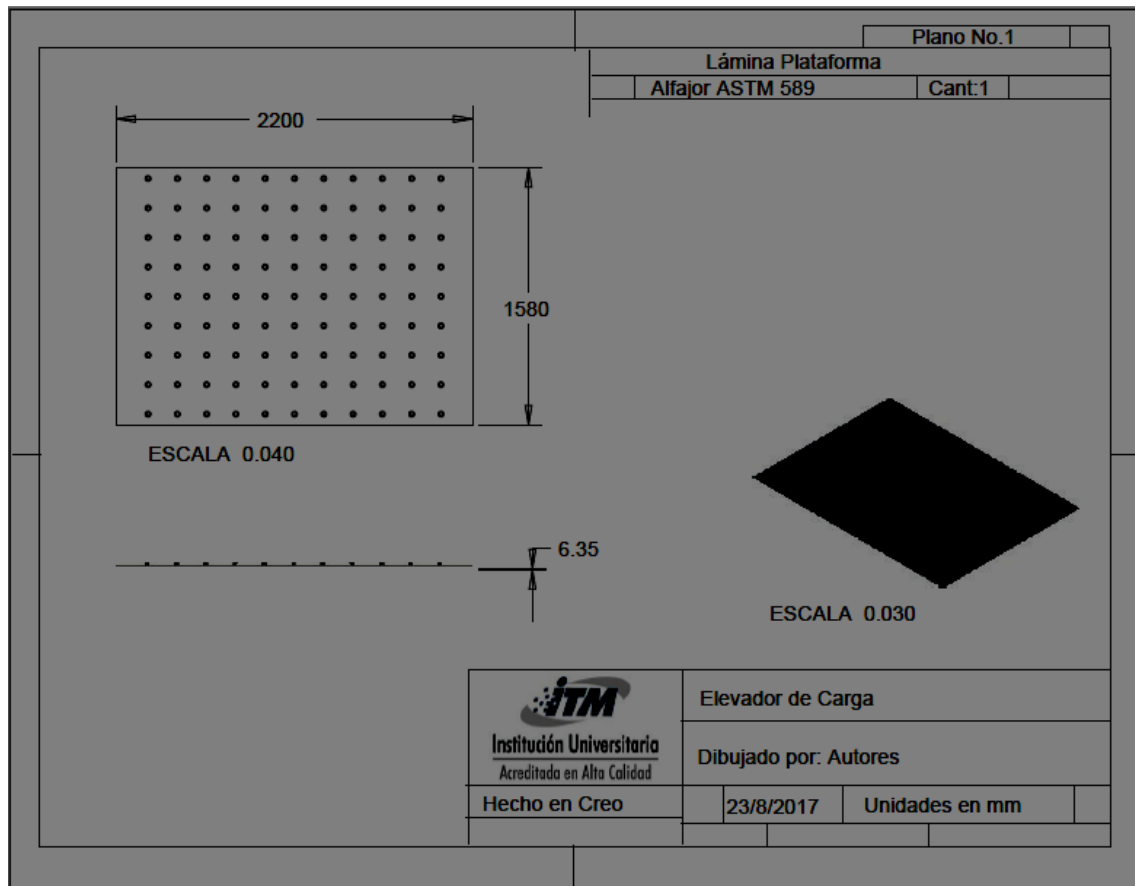 Plano No.1
Lámina Plataforma
Alfajor ASTM 589 Cant:1
2200
1580
ESCALA 0.040
6.35
ESCALA 0.030
iTM
Institución Universitaria
Acreditada en Alta Calidad
Elevador de Carga
Dibujado por: Autores
Hecho en Creo
23/8/2017
Unidades en mm